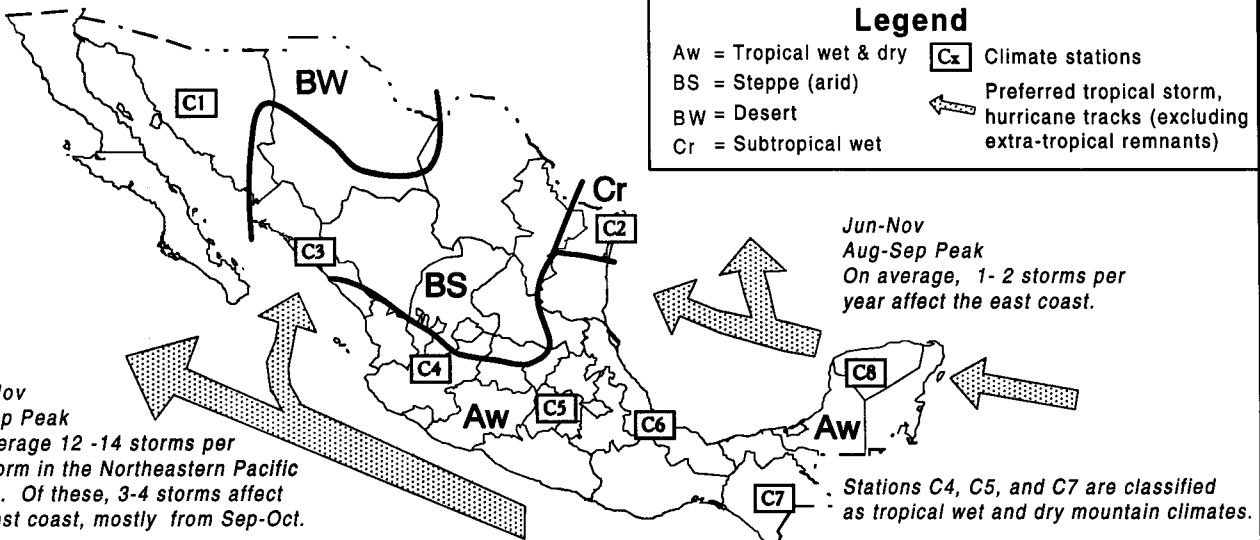 Legend
Aw = Tropical wet & dry
BS = Steppe (arid)
BW = Desert
Cr = Subtropical wet
Cx Climate stations
Preferred tropical storm,
hurricane tracks (excluding
extra-tropical remnants)
BW
C1
Cr
C2
C3
BS
C4
Aw
C5
C6
C8
Aw
C7
Jun-Nov
Aug-Sep Peak
On average, 1- 2 storms per
year affect the east coast.
Peak
12 -14 storms per
in the Northeastern Pacific
. Of these, 3-4 storms affect
coast, mostly from Sep-Oct.
Stations C4, C5, and C7 are classified
as tropical wet and dry mountain climates.